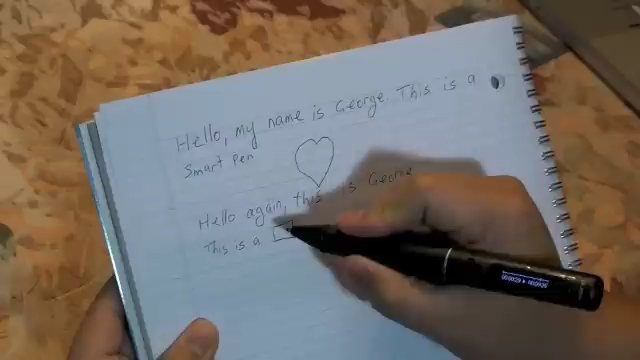 Hello, my name is George. This is a
Smart Pen
Hello again, this is George
This is a